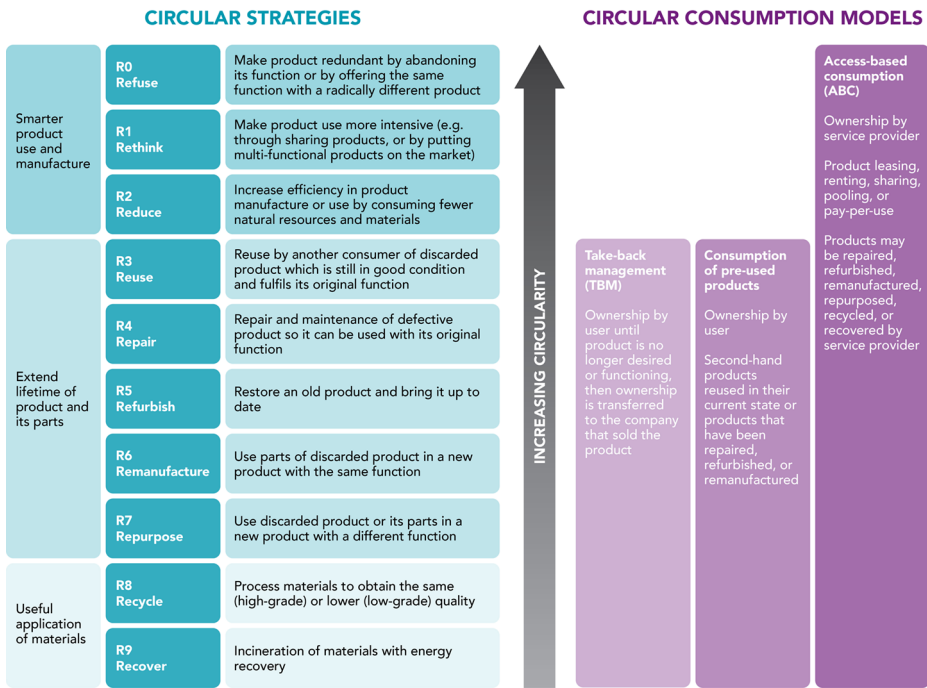 CIRCULAR STRATEGIES
Smarter
product
use and
manufacture
R0
Refuse
Make product redundant by abandoning
its function or by offering the same
function with a radically different product
R1
Rethink
Make product use more intensive (e.g.
through sharing products, or by putting
multi-functional products on the market)
R2
Reduce
Increase efficiency in product
manufacture or use by consuming fewer
natural resources and materials
Extend
lifetime of
product and
its parts
R3
Reuse
Reuse by another consumer of discarded
product which is still in good condition
and fulfils its original function
R4
Repair
Repair and maintenance of defective
product so it can be used with its original
function
R5
Refurbish
Restore an old product and bring it up to
date
R6
Remanufacture
Use parts of discarded product in a new
product with the same function
R7
Repurpose
Use discarded product or its parts in a
new product with a different function
Useful
application
of materials
R8
Recycle
Process materials to obtain the same
(high-grade) or lower (low-grade) quality
R9
Recover
Incineration of materials with energy
recovery
INCREASING CIRCULARITY
CIRCULAR CONSUMPTION MODELS
Take-back
management
(TBM)
Ownership by
user until
product is no
longer desired
or functioning,
then ownership
is transferred
to the company
that sold the
product
Consumption
of pre-used
products
Ownership by
user
Second-hand
products
reused in their
current state or
products that
have been
repaired,
refurbished, or
remanufactured
Access-based
consumption
(ABC)
Ownership by
service provider
Product leasing,
renting, sharing,
pooling, or
pay-per-use
Products may
be repaired,
refurbished,
remanufactured,
repurposed,
recycled, or
recovered by
service provider